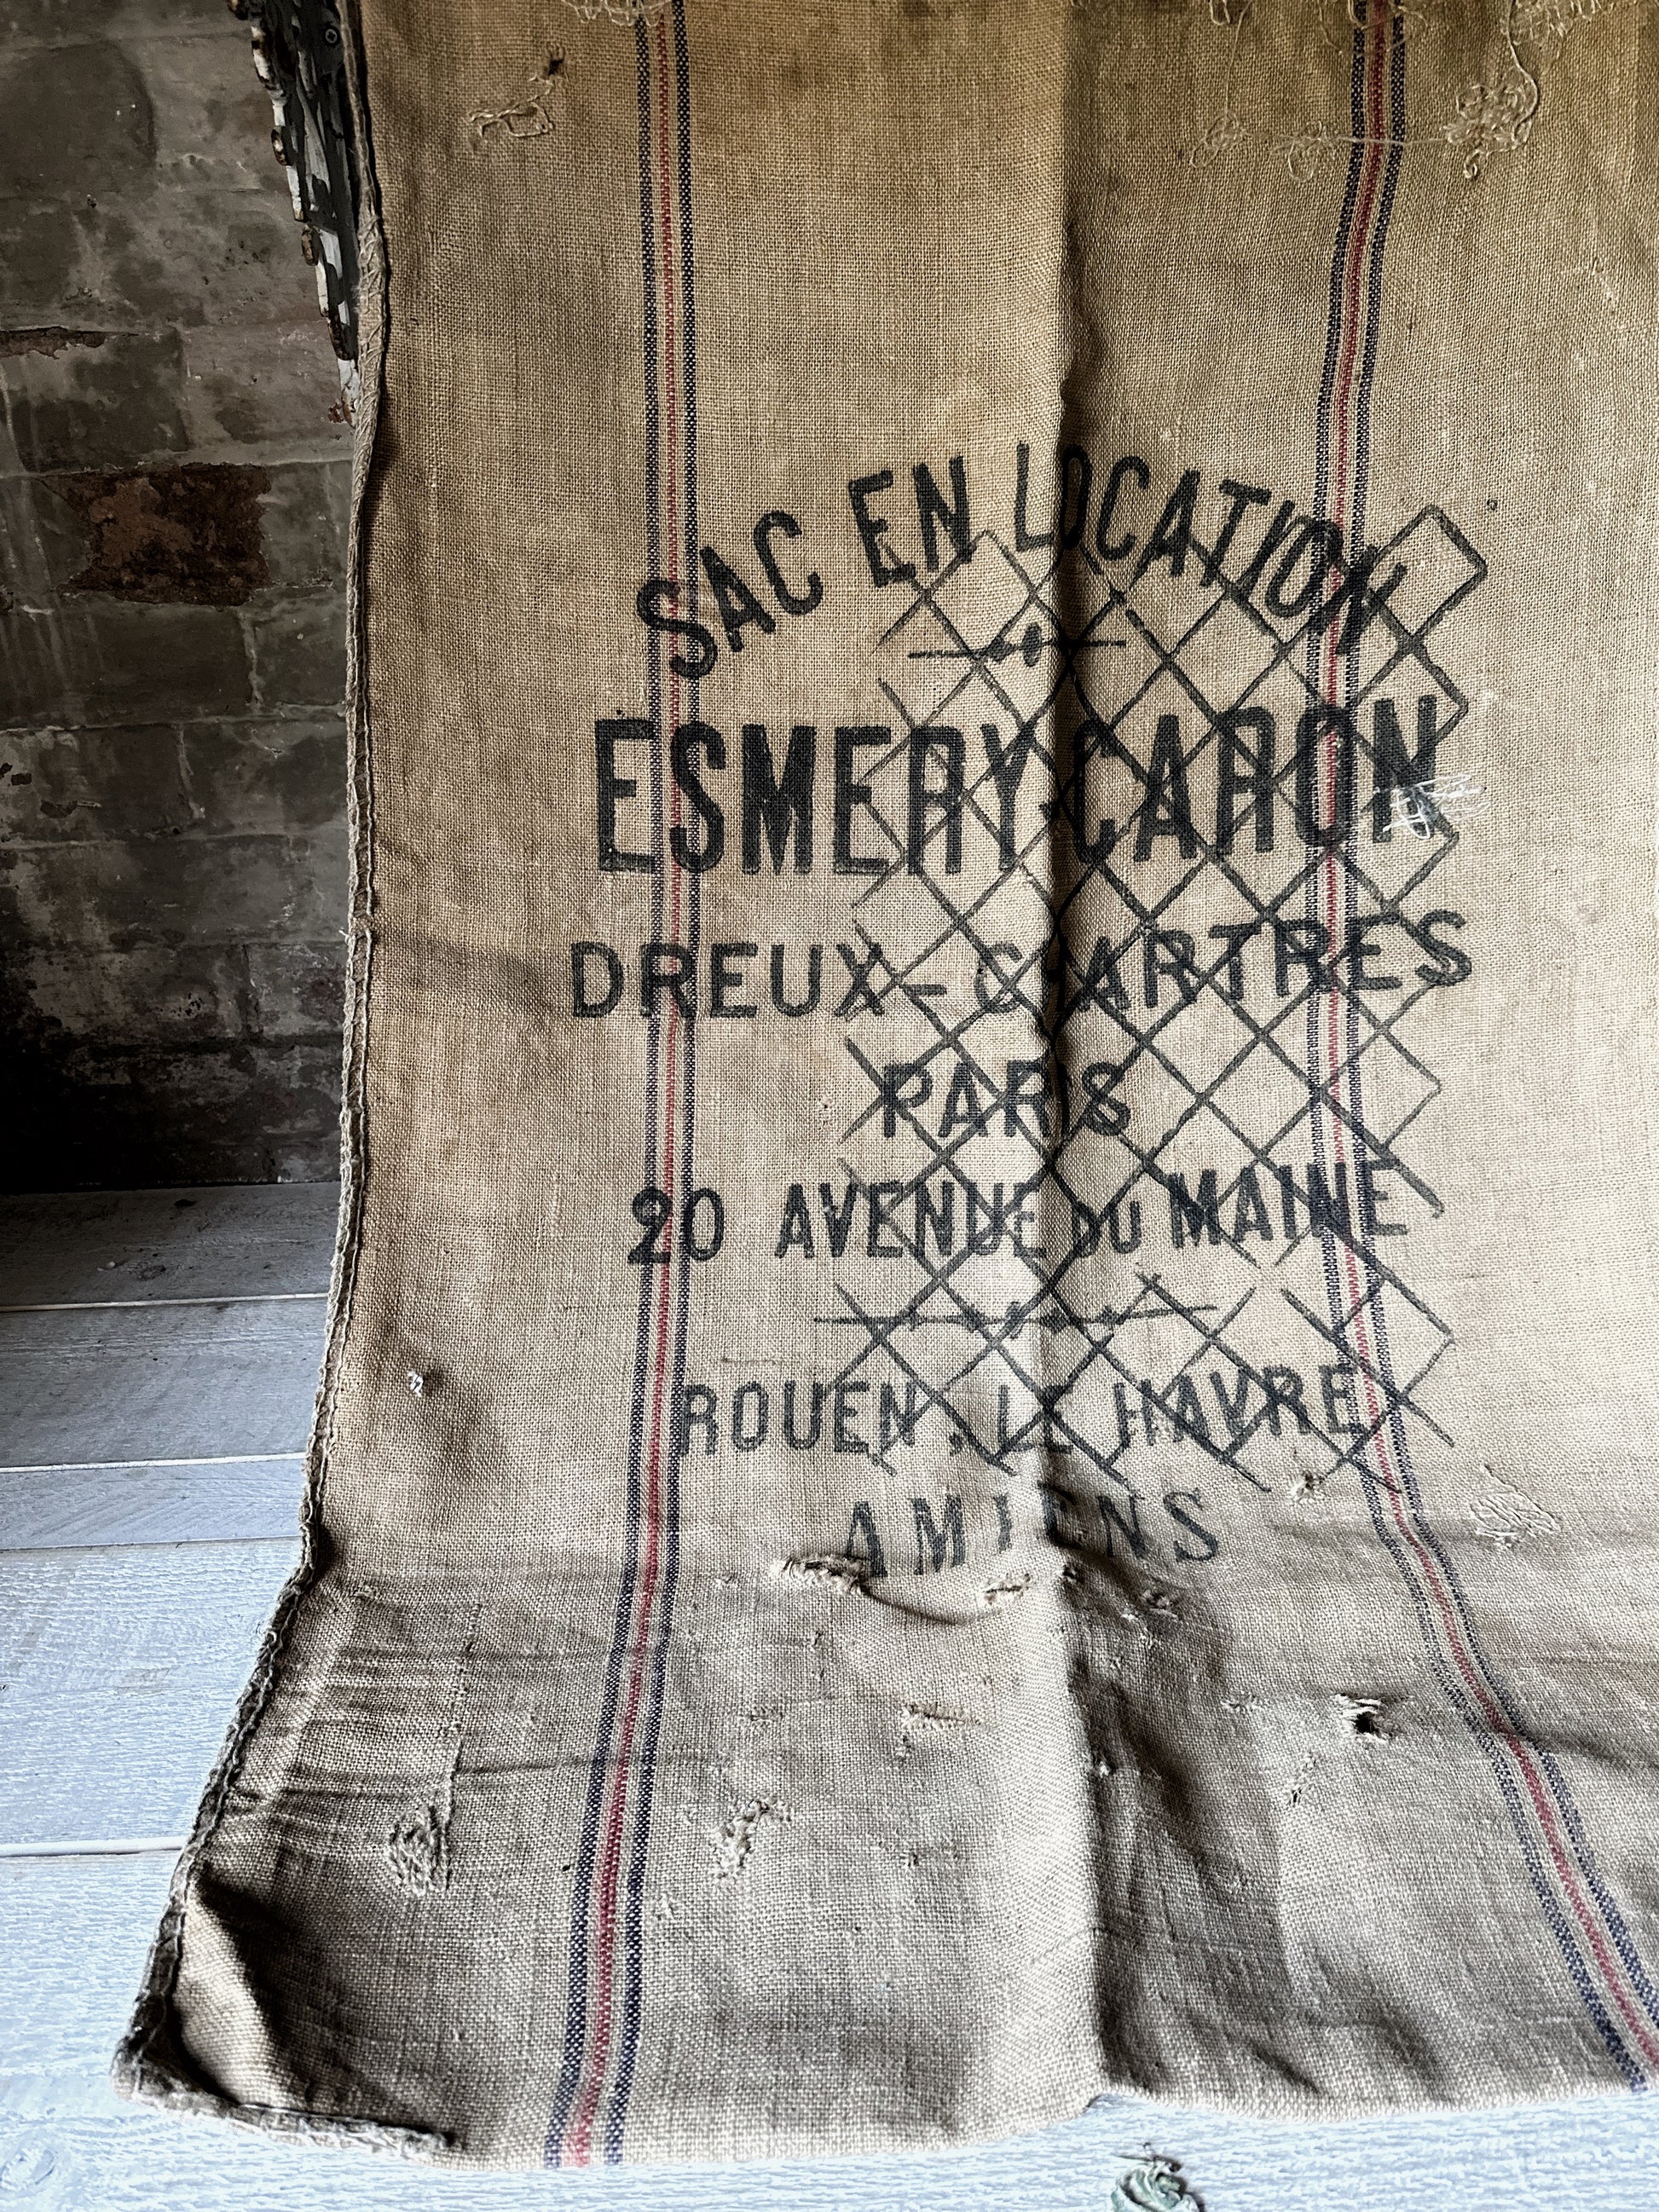 SAC EN LOCATION
ESMERY-CARON
DREUX-CHARTRES
PARIS
20 AVENUE DU MAINE
ROUEN, LE HAVRE
AMIENS